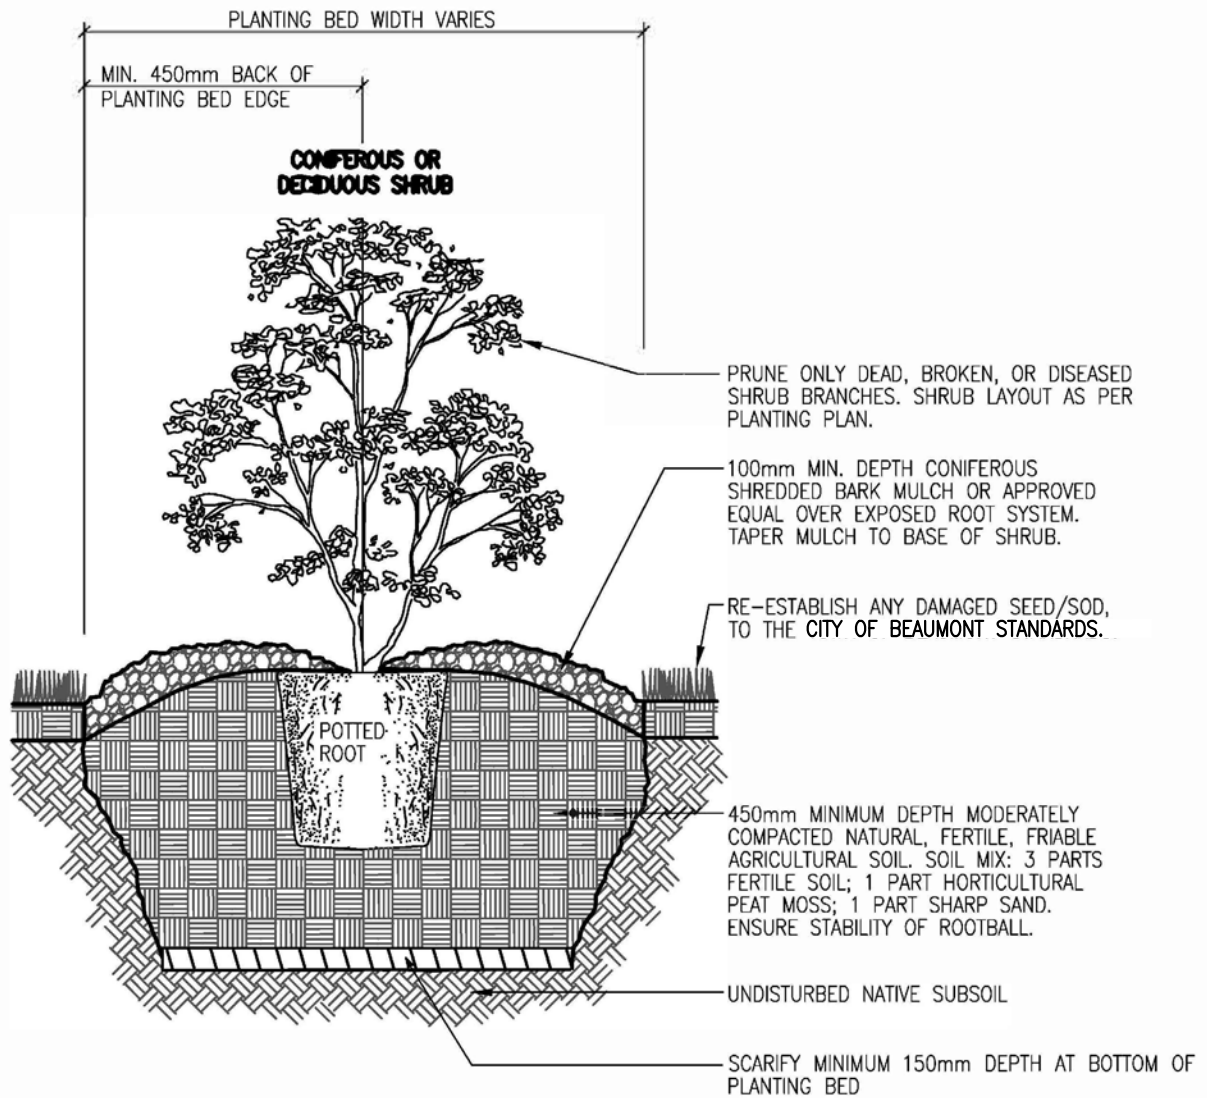 PLANTING BED WIDTH VARIES
MIN. 450mm BACK OF
PLANTING BED EDGE
CONIFEROUS OR
DECIDUOUS SHRUB
PRUNE ONLY DEAD, BROKEN, OR DISEASED
SHRUB BRANCHES. SHRUB LAYOUT AS PER
PLANTING PLAN.
100mm MIN. DEPTH CONIFEROUS
SHREDDED BARK MULCH OR APPROVED
EQUAL OVER EXPOSED ROOT SYSTEM.
TAPER MULCH TO BASE OF SHRUB.
RE-ESTABLISH ANY DAMAGED SEED/SOD,
TO THE CITY OF BEAUMONT STANDARDS.
POTTED
ROOT
450mm MINIMUM DEPTH MODERATELY
COMPACTED NATURAL, FERTILE, FRIABLE
AGRICULTURAL SOIL. SOIL MIX: 3 PARTS
FERTILE SOIL; 1 PART HORTICULTURAL
PEAT MOSS; 1 PART SHARP SAND.
ENSURE STABILITY OF ROOTBALL.
UNDISTURBED NATIVE SUBSOIL
SCARIFY MINIMUM 150mm DEPTH AT BOTTOM OF
PLANTING BED